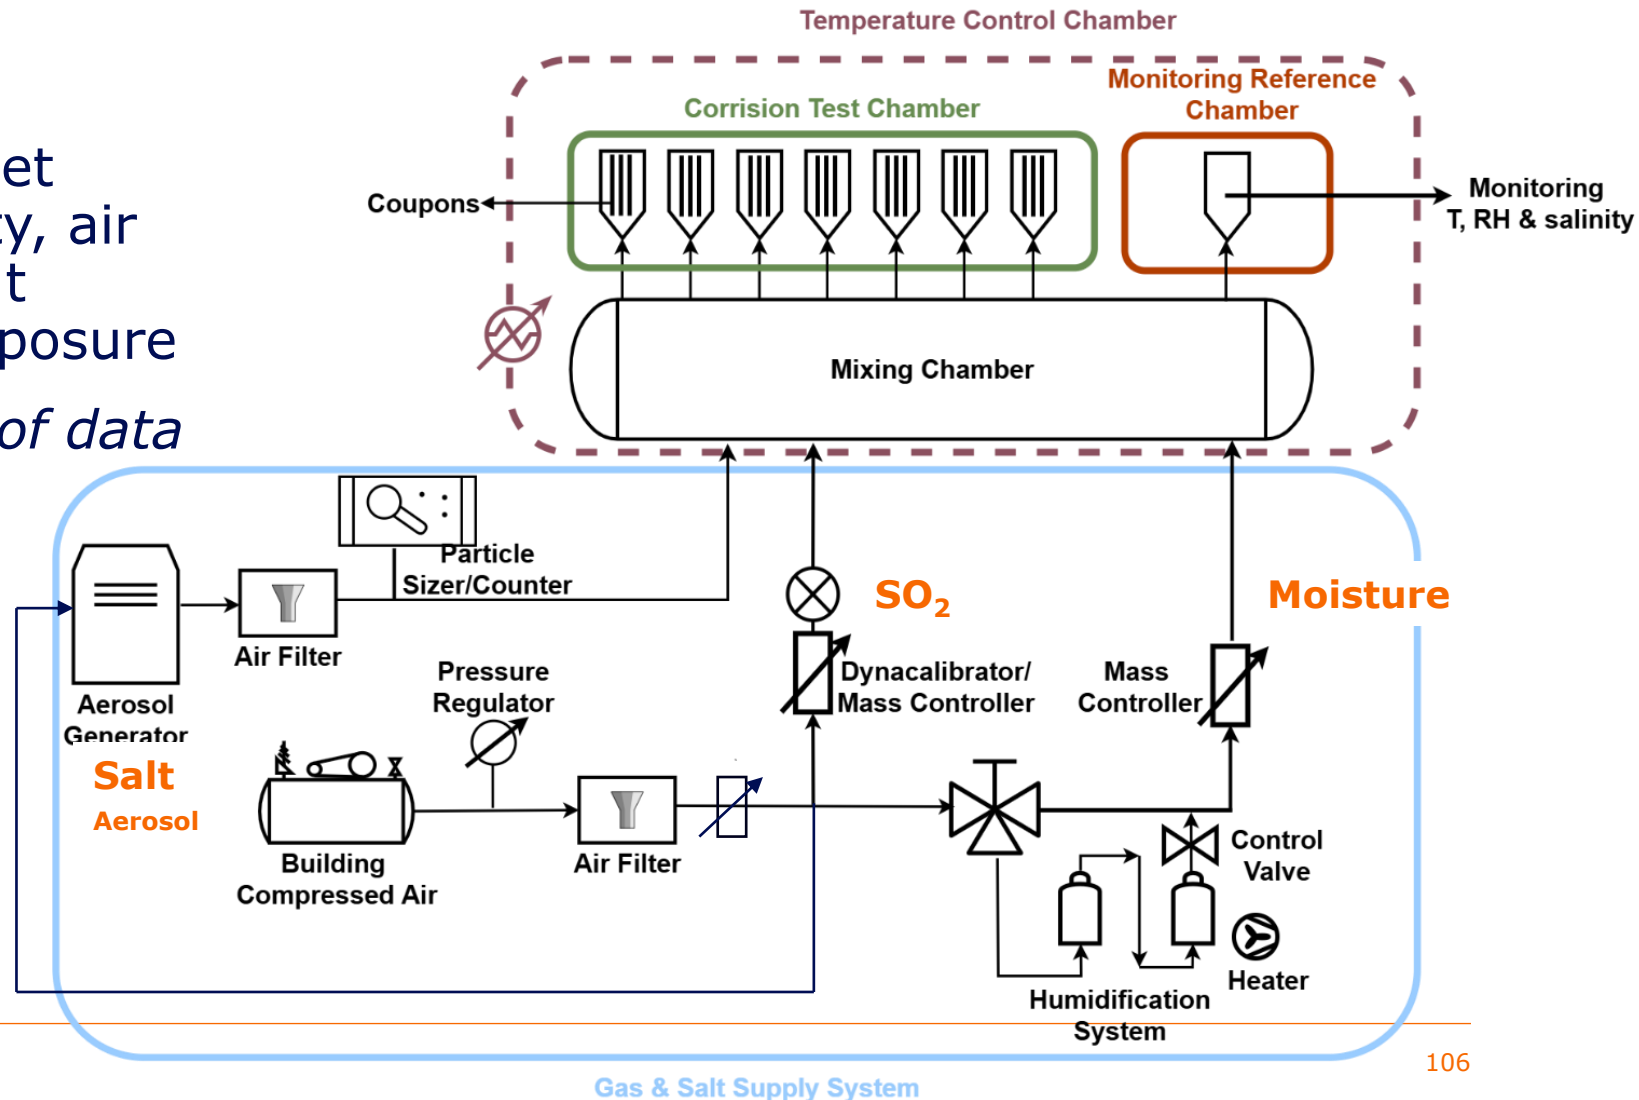 Temperature Control Chamber
Monitoring Reference
Chamber
Corrision Test Chamber
et
ty, air
t
posure
of data
Coupons
Monitoring
T, RH & salinity
Mixing Chamber
Particle
Sizer/Counter
SO₂
Moisture
Air Filter
Pressure
Regulator
Dynacalibrator/
Mass Controller
Mass
Controller
Aerosol
Generator
Salt
Aerosol
Building
Compressed Air
Air Filter
Control
Valve
Heater
Humidification
System
106
Gas & Salt Supply System